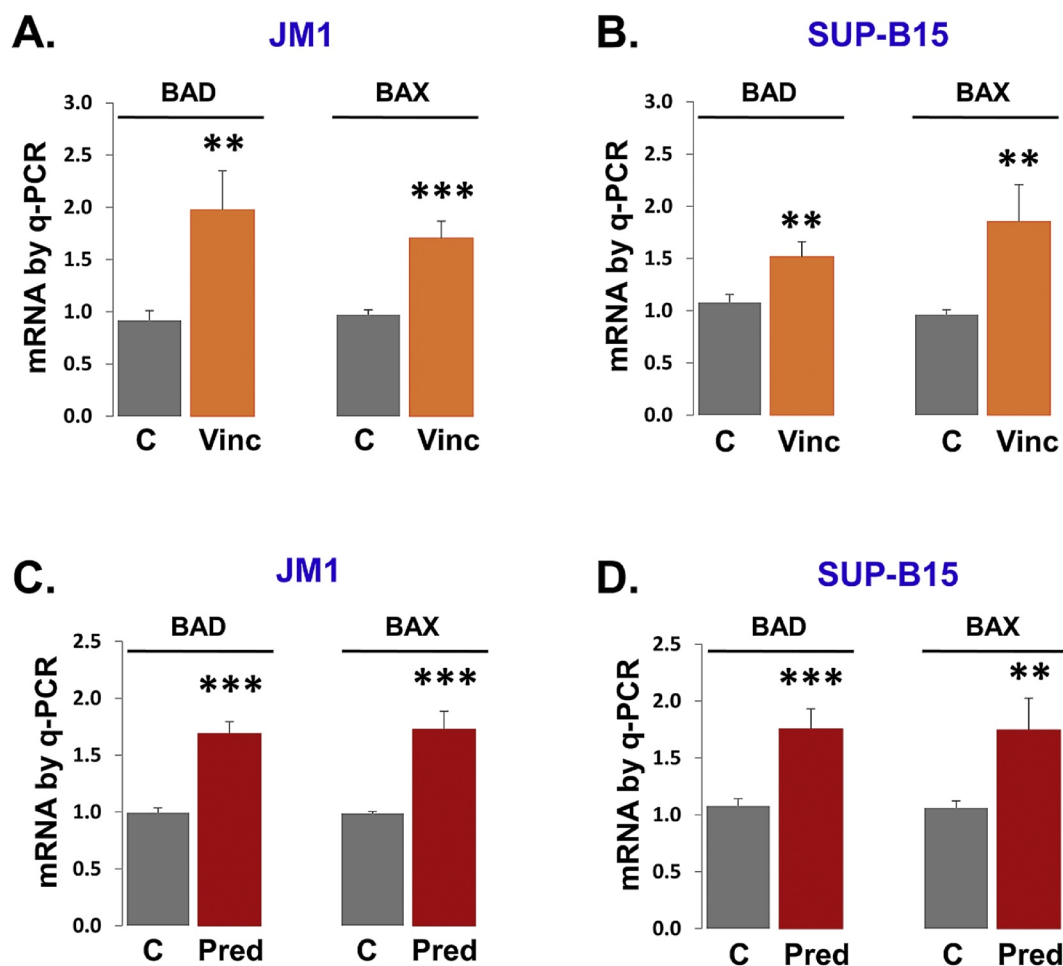 A.
JM1
BAD
BAX
mRNA by q-PCR
3.0
2.5
2.0
1.5
1.0
0.5
0.0
**
***
C Vinc C Vinc
B.
SUP-B15
BAD
BAX
mRNA by q-PCR
3.0
2.5
2.0
1.5
1.0
0.5
0.0
**
**
C Vinc C Vinc
C.
JM1
BAD
BAX
mRNA by q-PCR
2.5
2.0
1.5
1.0
0.5
0.0
***
***
C Pred C Pred
D.
SUP-B15
BAD
BAX
mRNA by q-PCR
2.5
2.0
1.5
1.0
0.5
0.0
***
**
C Pred C Pred